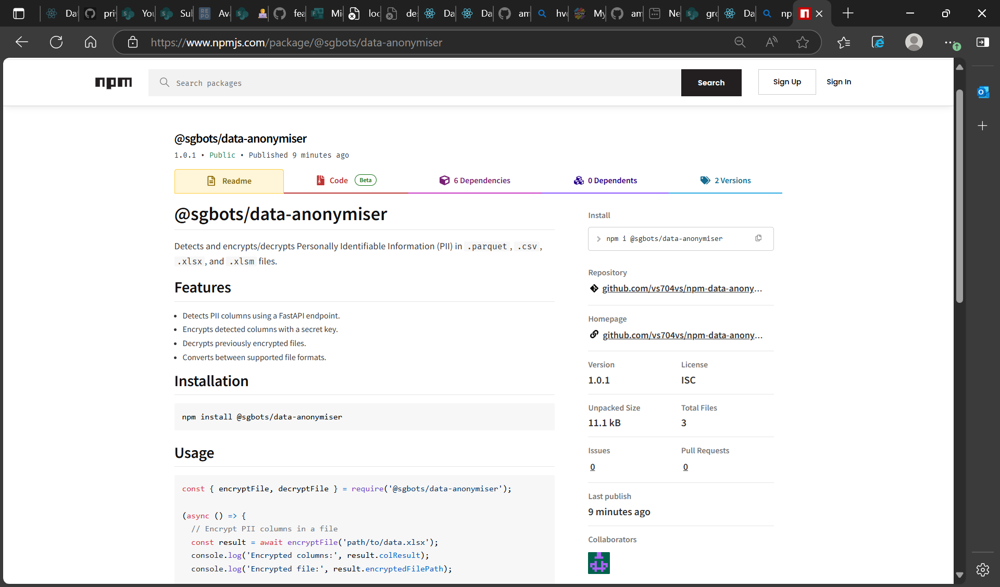 Da
pri
You
Sul
Av
fea
Mi
loc
de
Da
Da
am
hv
My
am
Ne
gro
Da
np
https://www.npmjs.com/package/@sgbots/data-anonymiser
npm
Search packages
Search
Sign Up
Sign In
@sgbots/data-anonymiser
1.0.1 • Public • Published 9 minutes ago
Readme
Code Beta
6 Dependencies
0 Dependents
2 Versions
@sgbots/data-anonymiser
Detects and encrypts/decrypts Personally Identifiable Information (PII) in .parquet, .csv,
.xlsx, and .xlsm files.
Features
• Detects PII columns using a FastAPI endpoint.
• Encrypts detected columns with a secret key.
• Decrypts previously encrypted files.
• Converts between supported file formats.
Installation
npm install @sgbots/data-anonymiser
Usage
const { encryptFile, decryptFile } = require('@sgbots/data-anonymiser');
(async () => {
// Encrypt PII columns in a file
const result = await encryptFile('path/to/data.xlsx');
console.log('Encrypted columns:', result.colResult);
console.log('Encrypted file:', result.encryptedFilePath);
Install
> npm i @sgbots/data-anonymiser
Repository
github.com/vs704vs/npm-data-anony...
Homepage
github.com/vs704vs/npm-data-anony...
Version
License
1.0.1
ISC
Unpacked Size
Total Files
11.1 kB
3
Issues
Pull Requests
0
0
Last publish
9 minutes ago
Collaborators